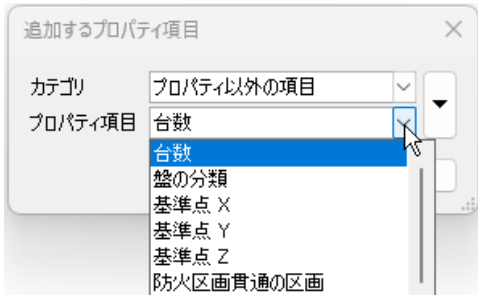 追加するプロパティ項目
カテゴリ プロパティ以外の項目
プロパティ項目 台数
台数
盤の分類
基準点 X
基準点 Y
基準点 Z
防火区画貫通の区画